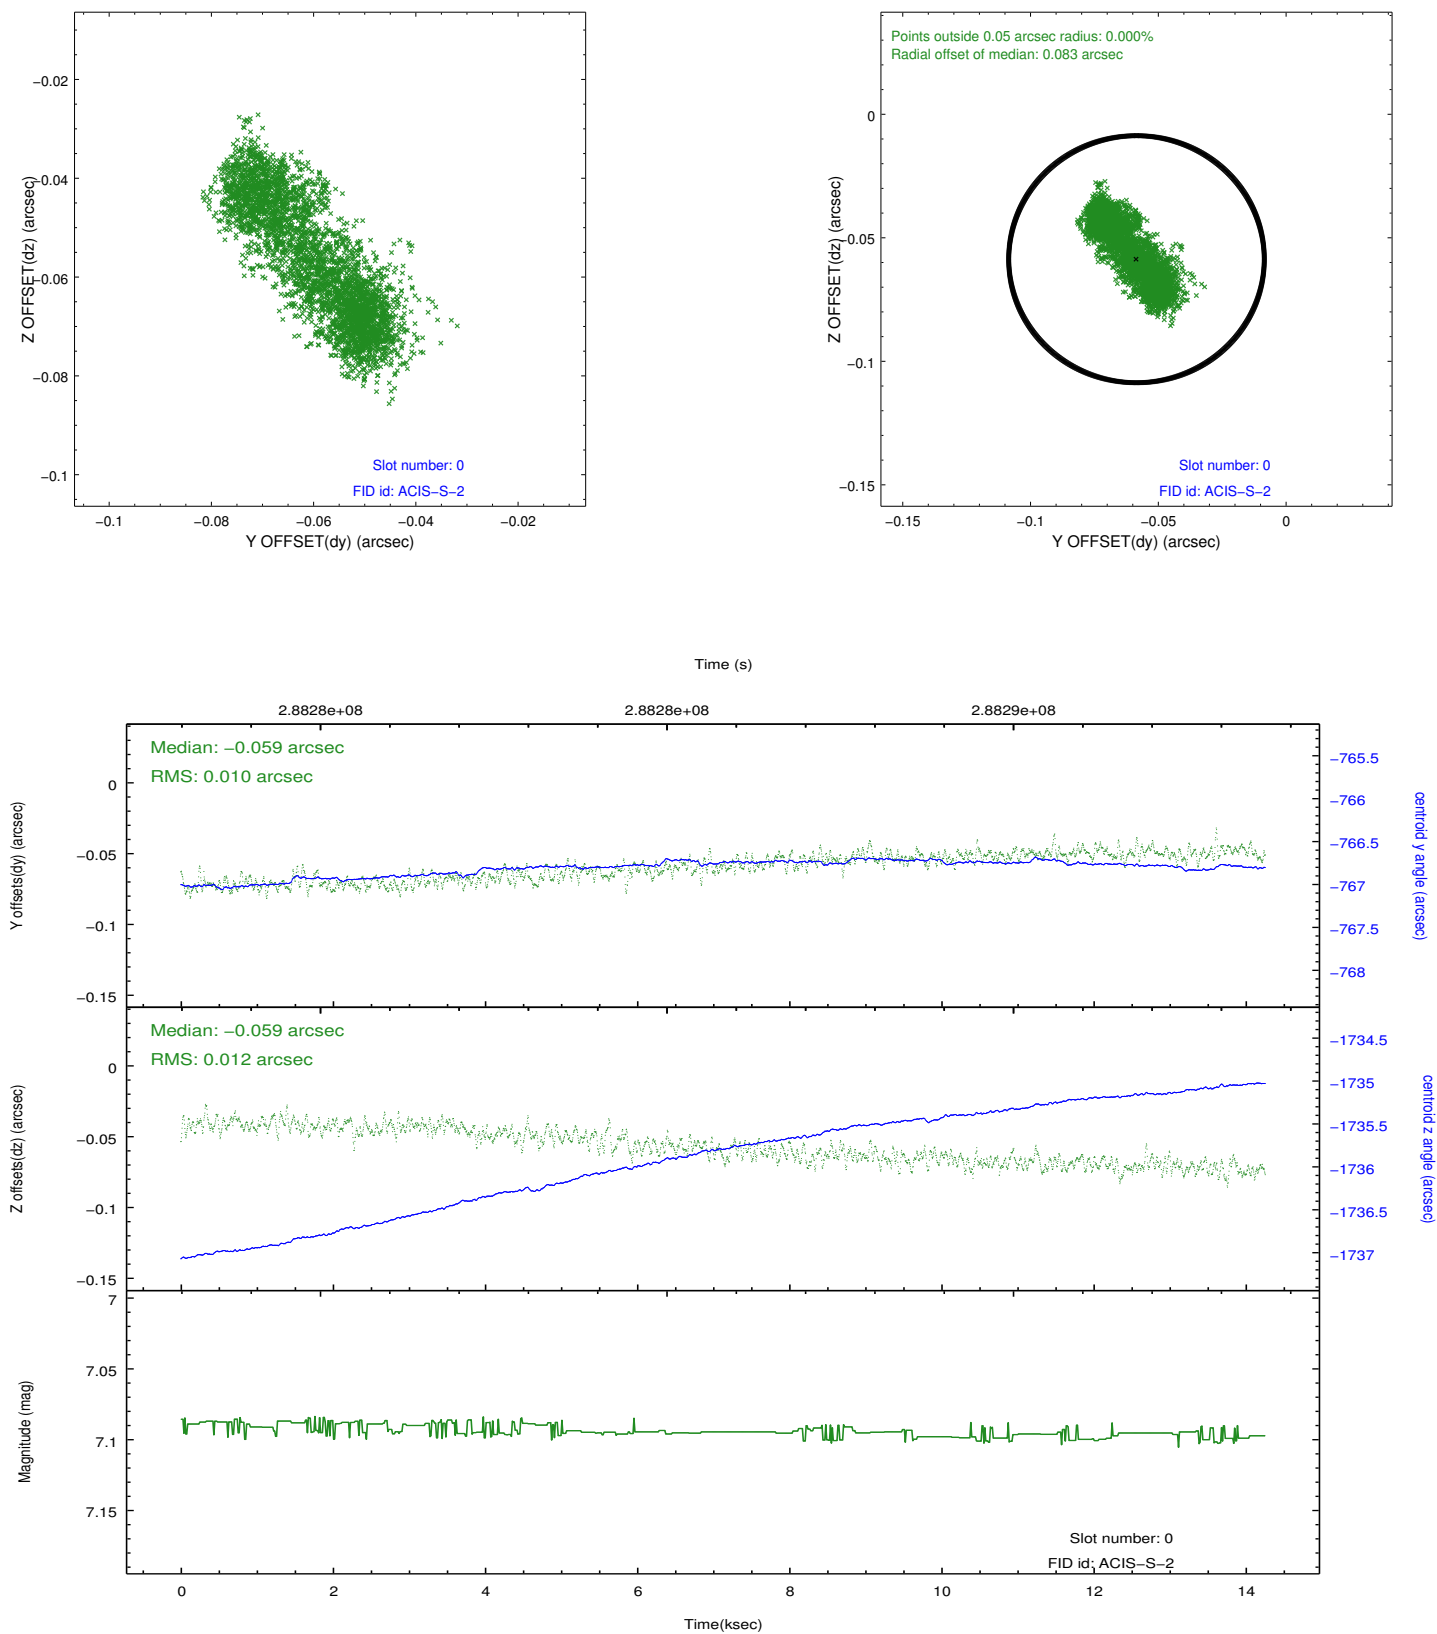 −0.02
−0.04
−0.06
−0.08
−0.1
Z OFFSET(dz) (arcsec)
−0.1 −0.08 −0.06 −0.04 −0.02
Y OFFSET(dy) (arcsec)
Slot number: 0
FID id: ACIS−S−2
Points outside 0.05 arcsec radius: 0.000%
Radial offset of median: 0.083 arcsec
0
−0.05
−0.1
−0.15
Z OFFSET(dz) (arcsec)
−0.15 −0.1 −0.05 0
Y OFFSET(dy) (arcsec)
Slot number: 0
FID id: ACIS−S−2
Time (s)
2.8828e+08 2.8828e+08 2.8829e+08
Median: −0.059 arcsec
RMS: 0.010 arcsec
0
−0.05
−0.1
−0.15
Y offsets(dy) (arcsec)
−765.5
−766
−766.5
−767
−767.5
−768
centroid y angle (arcsec)
Median: −0.059 arcsec
RMS: 0.012 arcsec
0
−0.05
−0.1
−0.15
Z offsets(dz) (arcsec)
−1734.5
−1735
−1735.5
−1736
−1736.5
−1737
centroid z angle (arcsec)
7
7.05
7.1
7.15
Magnitude (mag)
Slot number: 0
FID id: ACIS−S−2
0 2 4 6 8 10 12 14
Time(ksec)